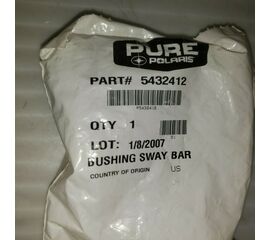 PURE
POLARIS
PART# 5432412
QTY 1
LOT: 1/8/2007
BUSHING SWAY BAR
COUNTRY OF ORIGIN US